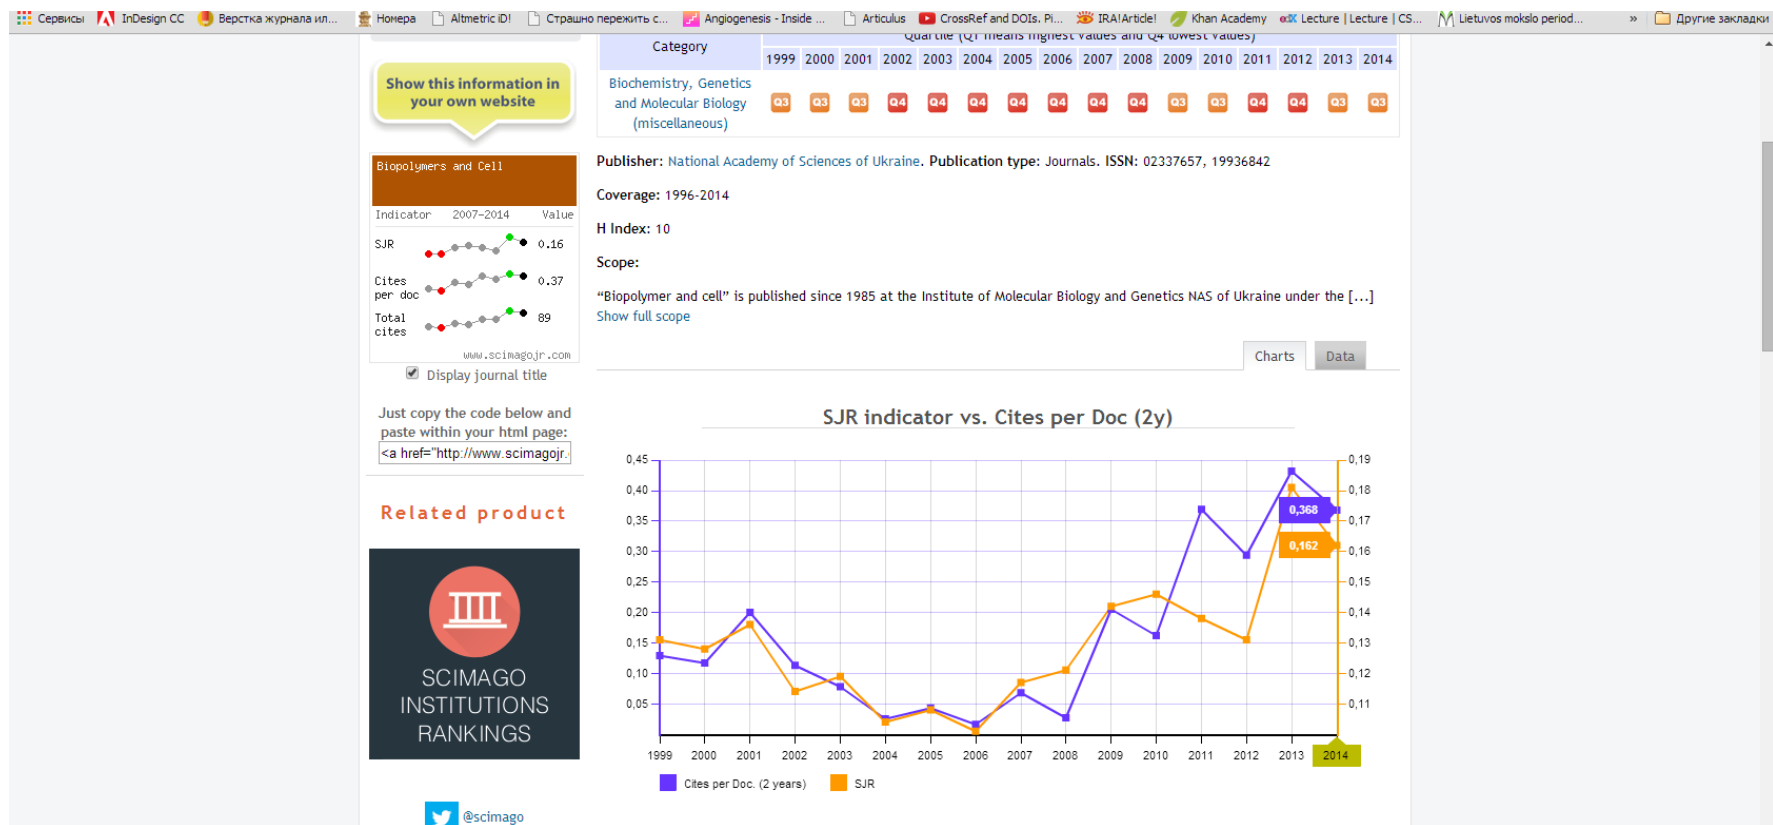 Сервисы InDesign CC Верстка журнала ил... Номера Altmetric iD! Страшно пережить с... Angiogenesis - Inside ... Articulus CrossRef and DOIs. Pi... IRA!Article! Khan Academy Lecture | Lecture | CS... Lietuvos mokslo period... » Другие закладки
Category
Quartile (Q1 means highest values and Q4 lowest values)
1999 2000 2001 2002 2003 2004 2005 2006 2007 2008 2009 2010 2011 2012 2013 2014
Biochemistry, Genetics
and Molecular Biology
(miscellaneous)
Q3 Q3 Q3 Q4 Q4 Q4 Q4 Q4 Q4 Q4 Q3 Q3 Q4 Q4 Q3 Q3
Show this information in
your own website
Biopolymers and Cell
Indicator 2007-2014 Value
SJR 0.16
Cites
per doc 0.37
Total
cites 89
www.scimagojr.com
Display journal title
Just copy the code below and
paste within your html page:
<a href="http://www.scimagojr.
Related product
SCIMAGO
INSTITUTIONS
RANKINGS
@scimago
Publisher: National Academy of Sciences of Ukraine. Publication type: Journals. ISSN: 02337657, 19936842
Coverage: 1996-2014
H Index: 10
Scope:
“Biopolymer and cell” is published since 1985 at the Institute of Molecular Biology and Genetics NAS of Ukraine under the [...]
Show full scope
Charts Data
SJR indicator vs. Cites per Doc (2y)
0,45 0,19
0,40 0,18
0,35 0,368 0,17
0,30 0,162 0,16
0,25 0,15
0,20 0,14
0,15 0,13
0,10 0,12
0,05 0,11
1999 2000 2001 2002 2003 2004 2005 2006 2007 2008 2009 2010 2011 2012 2013 2014
Cites per Doc. (2 years) SJR